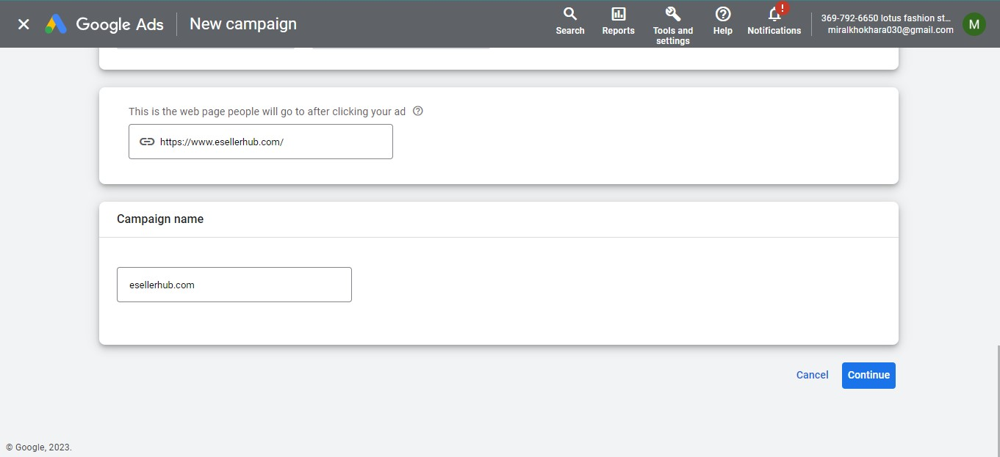 Google Ads
New campaign
Search
Reports
Tools and
settings
Help
!
Notifications
369-792-6650 lotus fashion st...
miralkhokhara030@gmail.com
M
This is the web page people will go to after clicking your ad
https://www.esellerhub.com/
Campaign name
esellerhub.com
Cancel
Continue
© Google, 2023.